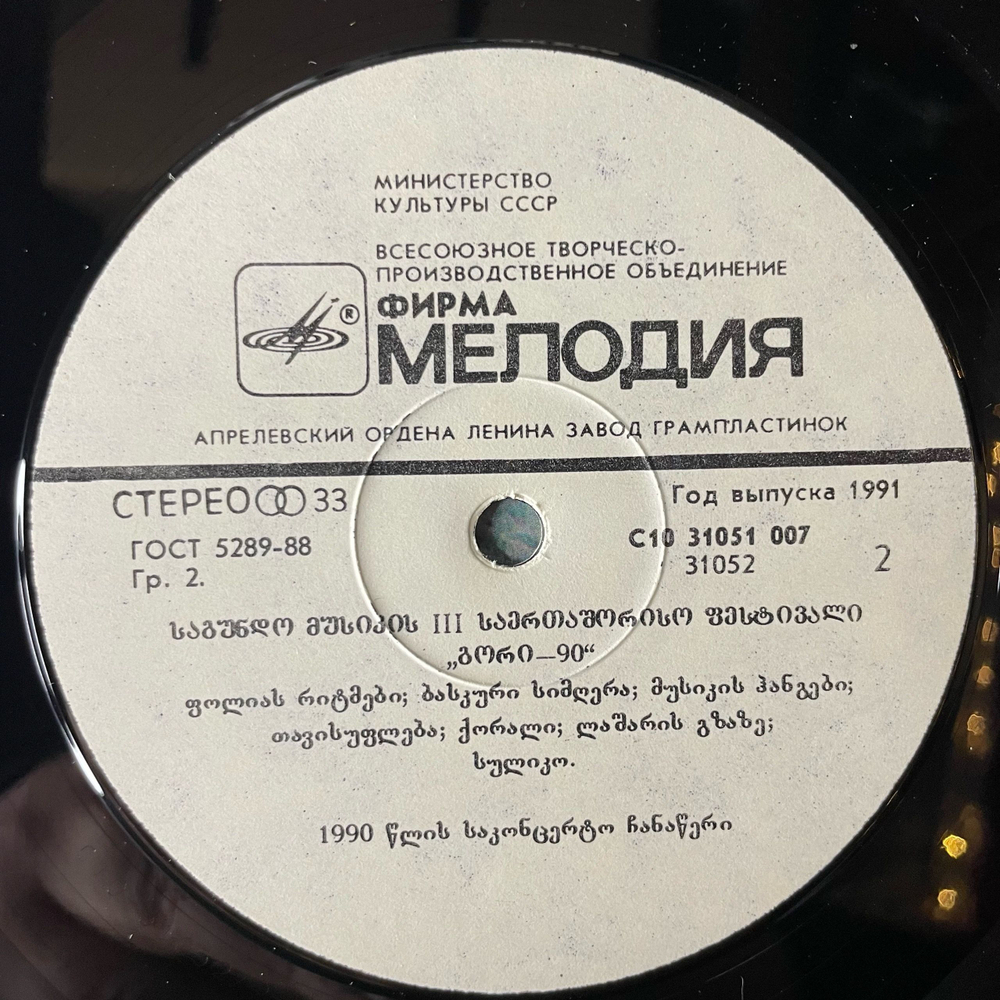 МИНИСТЕРСТВО
КУЛЬТУРЫ СССР
ВСЕСОЮЗНОЕ ТВОРЧЕСКО-
ПРОИЗВОДСТВЕННОЕ ОБЪЕДИНЕНИЕ
ФИРМА
®
МЕЛОДИЯ
АПРЕЛЕВСКИЙ ОРДЕНА ЛЕНИНА ЗАВОД ГРАМПЛАСТИНОК
СТЕРЕО 33
Год выпуска 1991
ГОСТ 5289-88
С10 31051 007
Гр. 2.
31052
2
საგუნდო მუსიკის III საერთაშორისო ფესტივალი
„გორი—90“
ფოლიას რიტმები; ბასკური სიმღერა; მუსიკის ჰანგები;
თავისუფლება; ქორალი; ლაშარის გზაზე;
სულიკო.
1990 წლის საკონცერტო ჩანაწერი